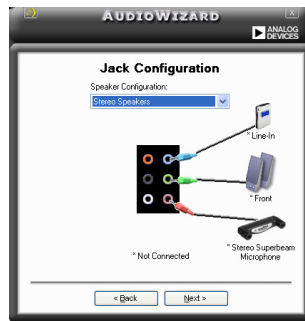 AUDIOWIZARD
ANALOG
DEVICES
Jack Configuration
Speaker Configuration:
Stereo Speakers
* Line-In
* Front
* Stereo Superbeam
Microphone
* Not Connected
< Back
Next >